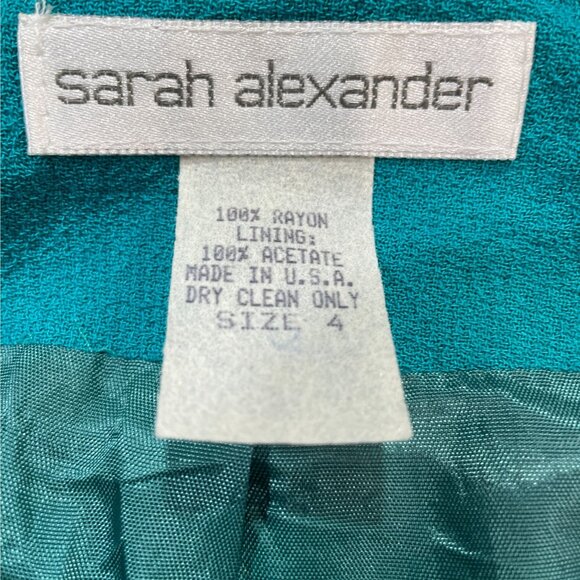 sarah alexander
100% RAYON
LINING:
100% ACETATE
MADE IN U.S.A.
DRY CLEAN ONLY
SIZE 4